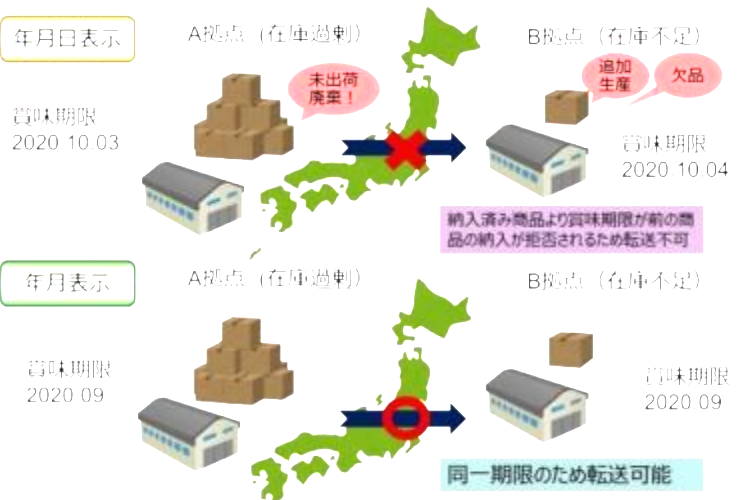 年月日表示
A拠点 (在庫過剰)
B拠点 (在庫不足)
未出荷
廃棄！
追加
生産
欠品
賞味期限
2020.10.03
賞味期限
2020.10.04
納入済み商品より賞味期限が前の商
品の納入が拒否されるため転送不可
年月表示
A拠点 (在庫過剰)
B拠点 (在庫不足)
賞味期限
2020.09
賞味期限
2020.09
同一期限のため転送可能